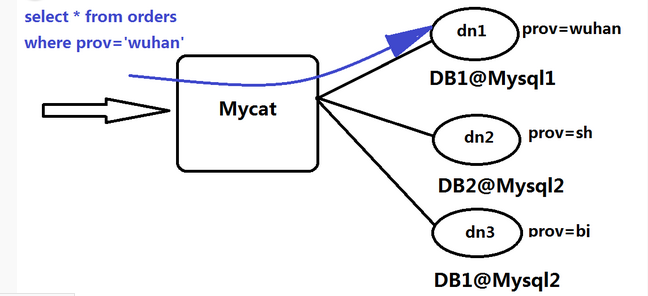 select * from orders
where prov='wuhan'
Mycat
dn1
prov=wuhan
DB1@Mysql1
dn2
prov=sh
DB2@Mysql2
dn3
prov=bi
DB1@Mysql2